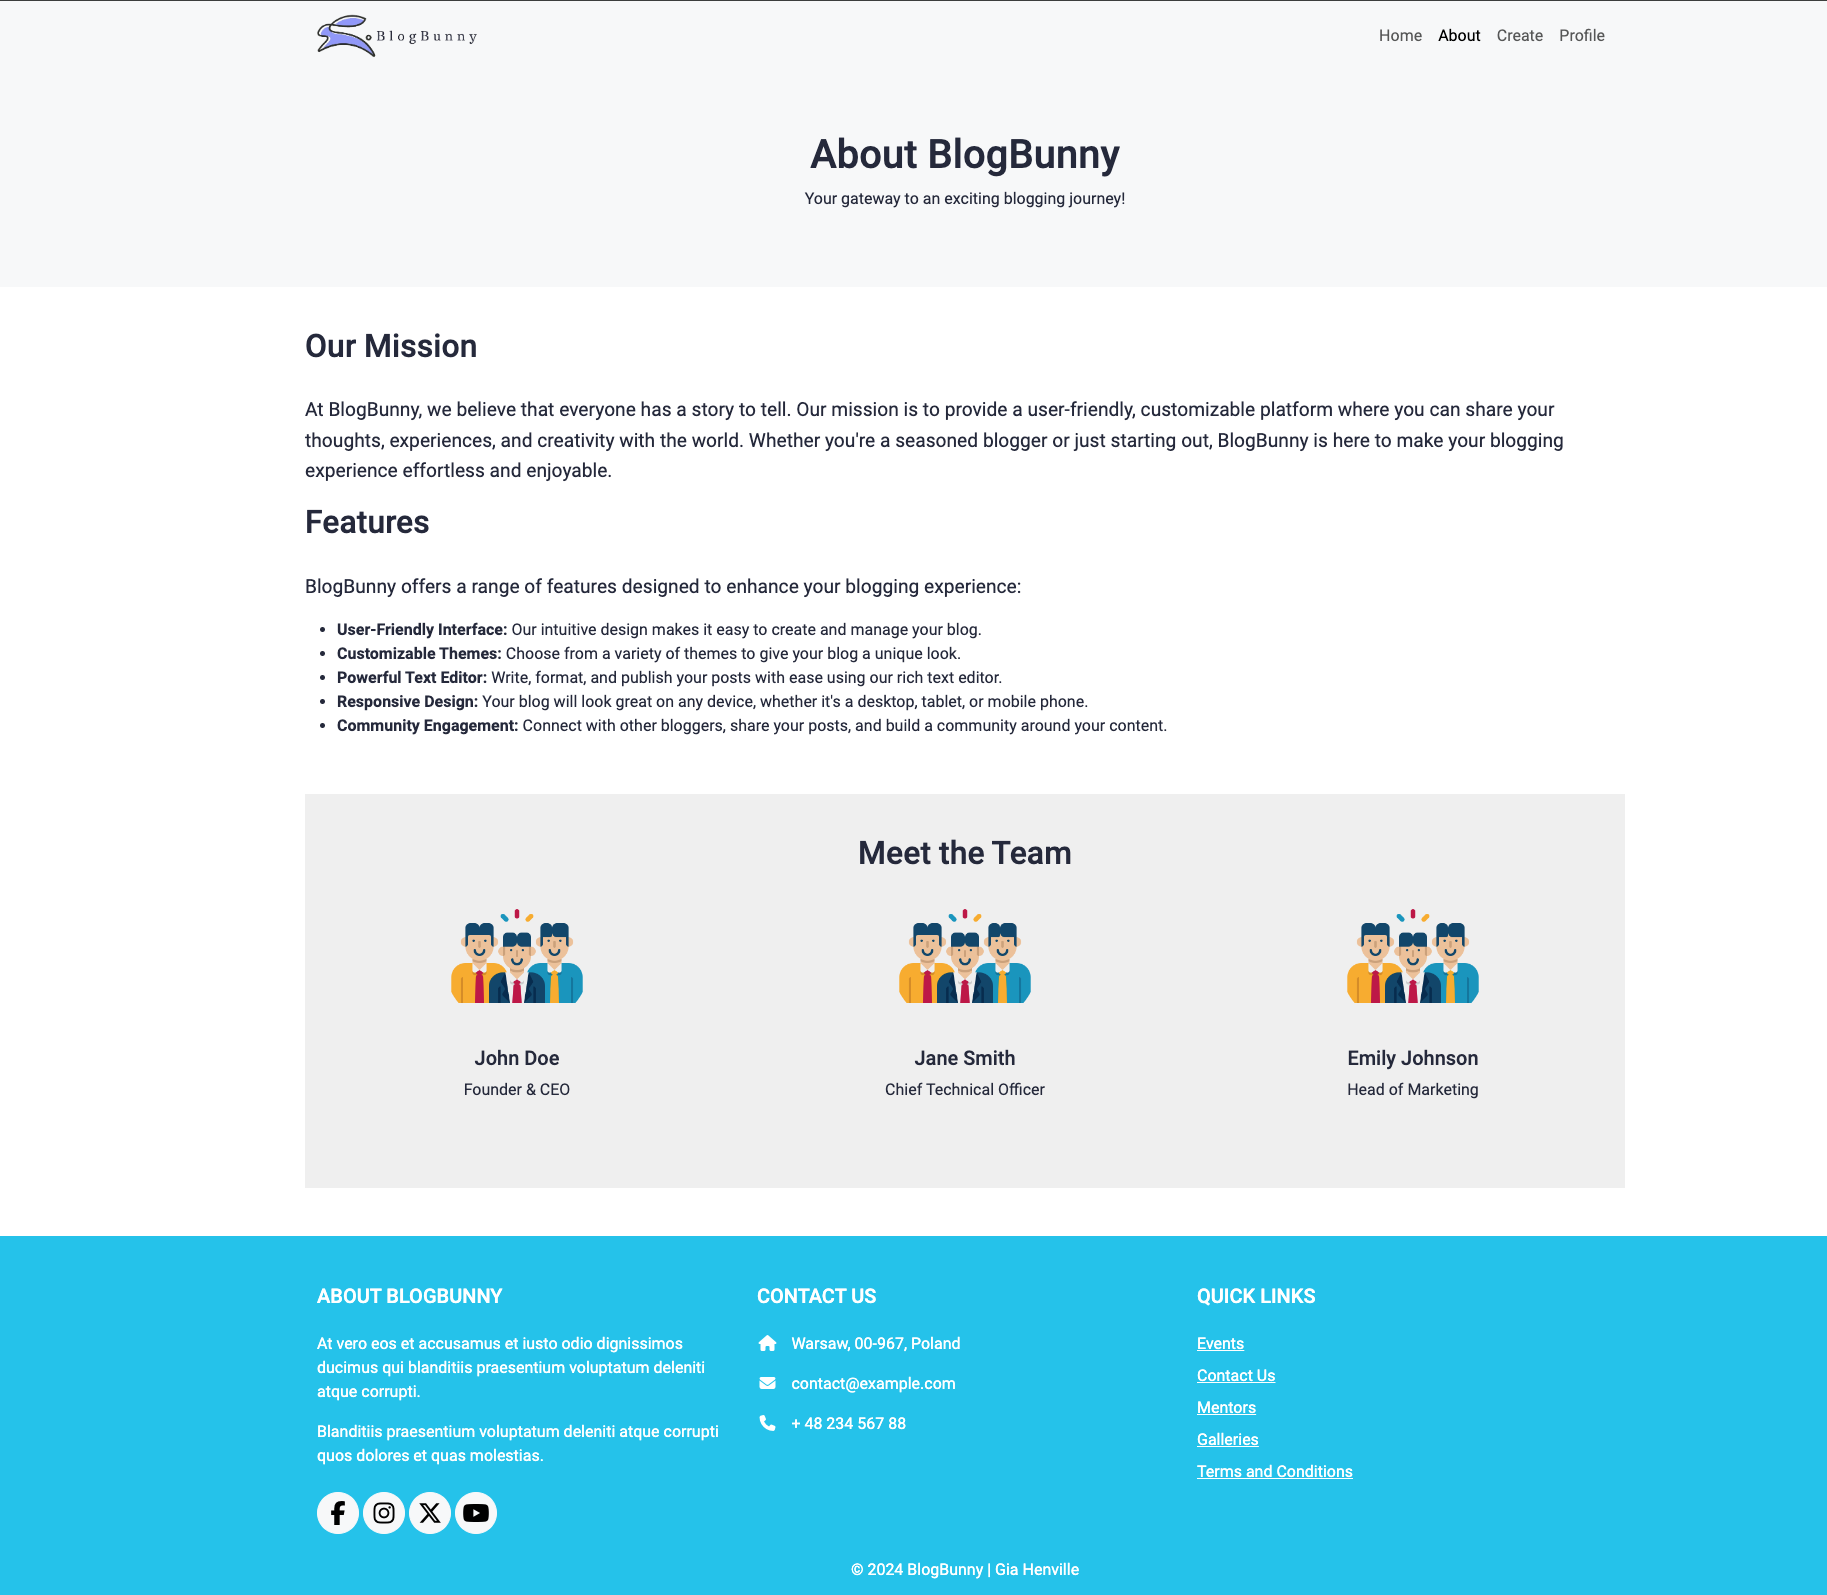 BlogBunny
Home About Create Profile
About BlogBunny
Your gateway to an exciting blogging journey!
Our Mission
At BlogBunny, we believe that everyone has a story to tell. Our mission is to provide a user-friendly, customizable platform where you can share your
thoughts, experiences, and creativity with the world. Whether you're a seasoned blogger or just starting out, BlogBunny is here to make your blogging
experience effortless and enjoyable.
Features
BlogBunny offers a range of features designed to enhance your blogging experience:
• User-Friendly Interface: Our intuitive design makes it easy to create and manage your blog.
• Customizable Themes: Choose from a variety of themes to give your blog a unique look.
• Powerful Text Editor: Write, format, and publish your posts with ease using our rich text editor.
• Responsive Design: Your blog will look great on any device, whether it's a desktop, tablet, or mobile phone.
• Community Engagement: Connect with other bloggers, share your posts, and build a community around your content.
Meet the Team
John Doe
Founder & CEO
Jane Smith
Chief Technical Officer
Emily Johnson
Head of Marketing
ABOUT BLOGBUNNY
At vero eos et accusamus et iusto odio dignissimos
ducimus qui blanditiis praesentium voluptatum deleniti
atque corrupti.
Blanditiis praesentium voluptatum deleniti atque corrupti
quos dolores et quas molestias.
CONTACT US
Warsaw, 00-967, Poland
contact@example.com
+ 48 234 567 88
QUICK LINKS
Events
Contact Us
Mentors
Galleries
Terms and Conditions
© 2024 BlogBunny | Gia Henville